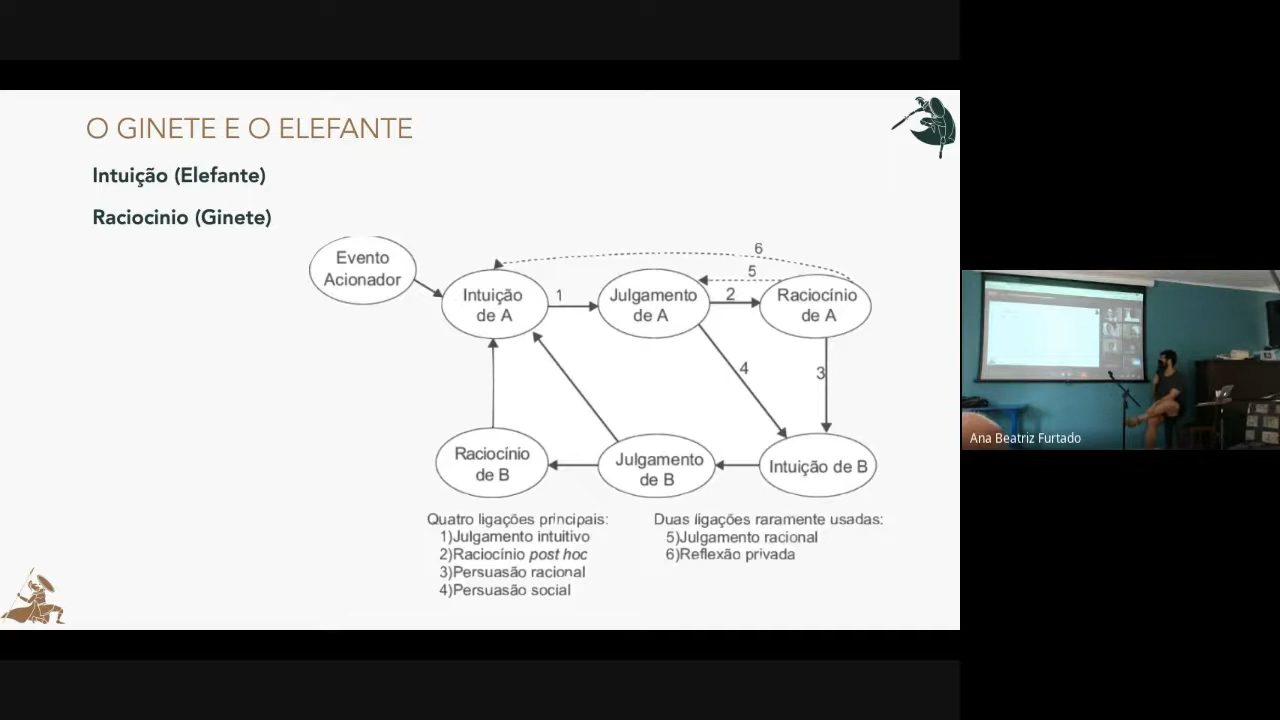 O GINETE E O ELEFANTE
Intuição (Elefante)
Raciocinio (Ginete)
Evento
Acionador
Intuição
de A
1
Julgamento
de A
2
Raciocínio
de A
6
5
4
3
Raciocínio
de B
Julgamento
de B
Intuição de B
Quatro ligações principais:
1)Julgamento intuitivo
2)Raciocínio post hoc
3)Persuasão racional
4)Persuasão social
Duas ligações raramente usadas:
5)Julgamento racional
6)Reflexão privada
Ana Beatriz Furtado